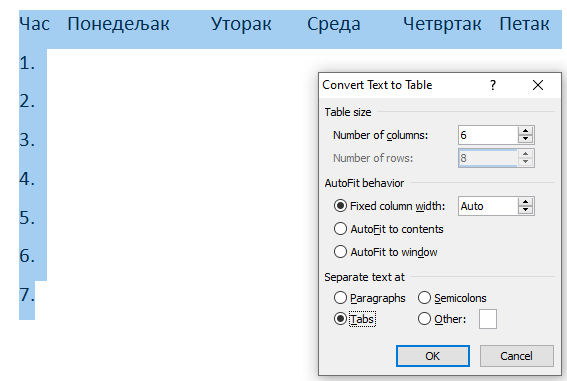 Час Понедељак Уторак Среда Четвртак Петак
1.
2.
3.
4.
5.
6.
7.
Convert Text to Table ? ×
Table size
Number of columns: 6
Number of rows: 8
AutoFit behavior
Fixed column width: Auto
AutoFit to contents
AutoFit to window
Separate text at
Paragraphs Semicolons
Tabs Other:
OK Cancel